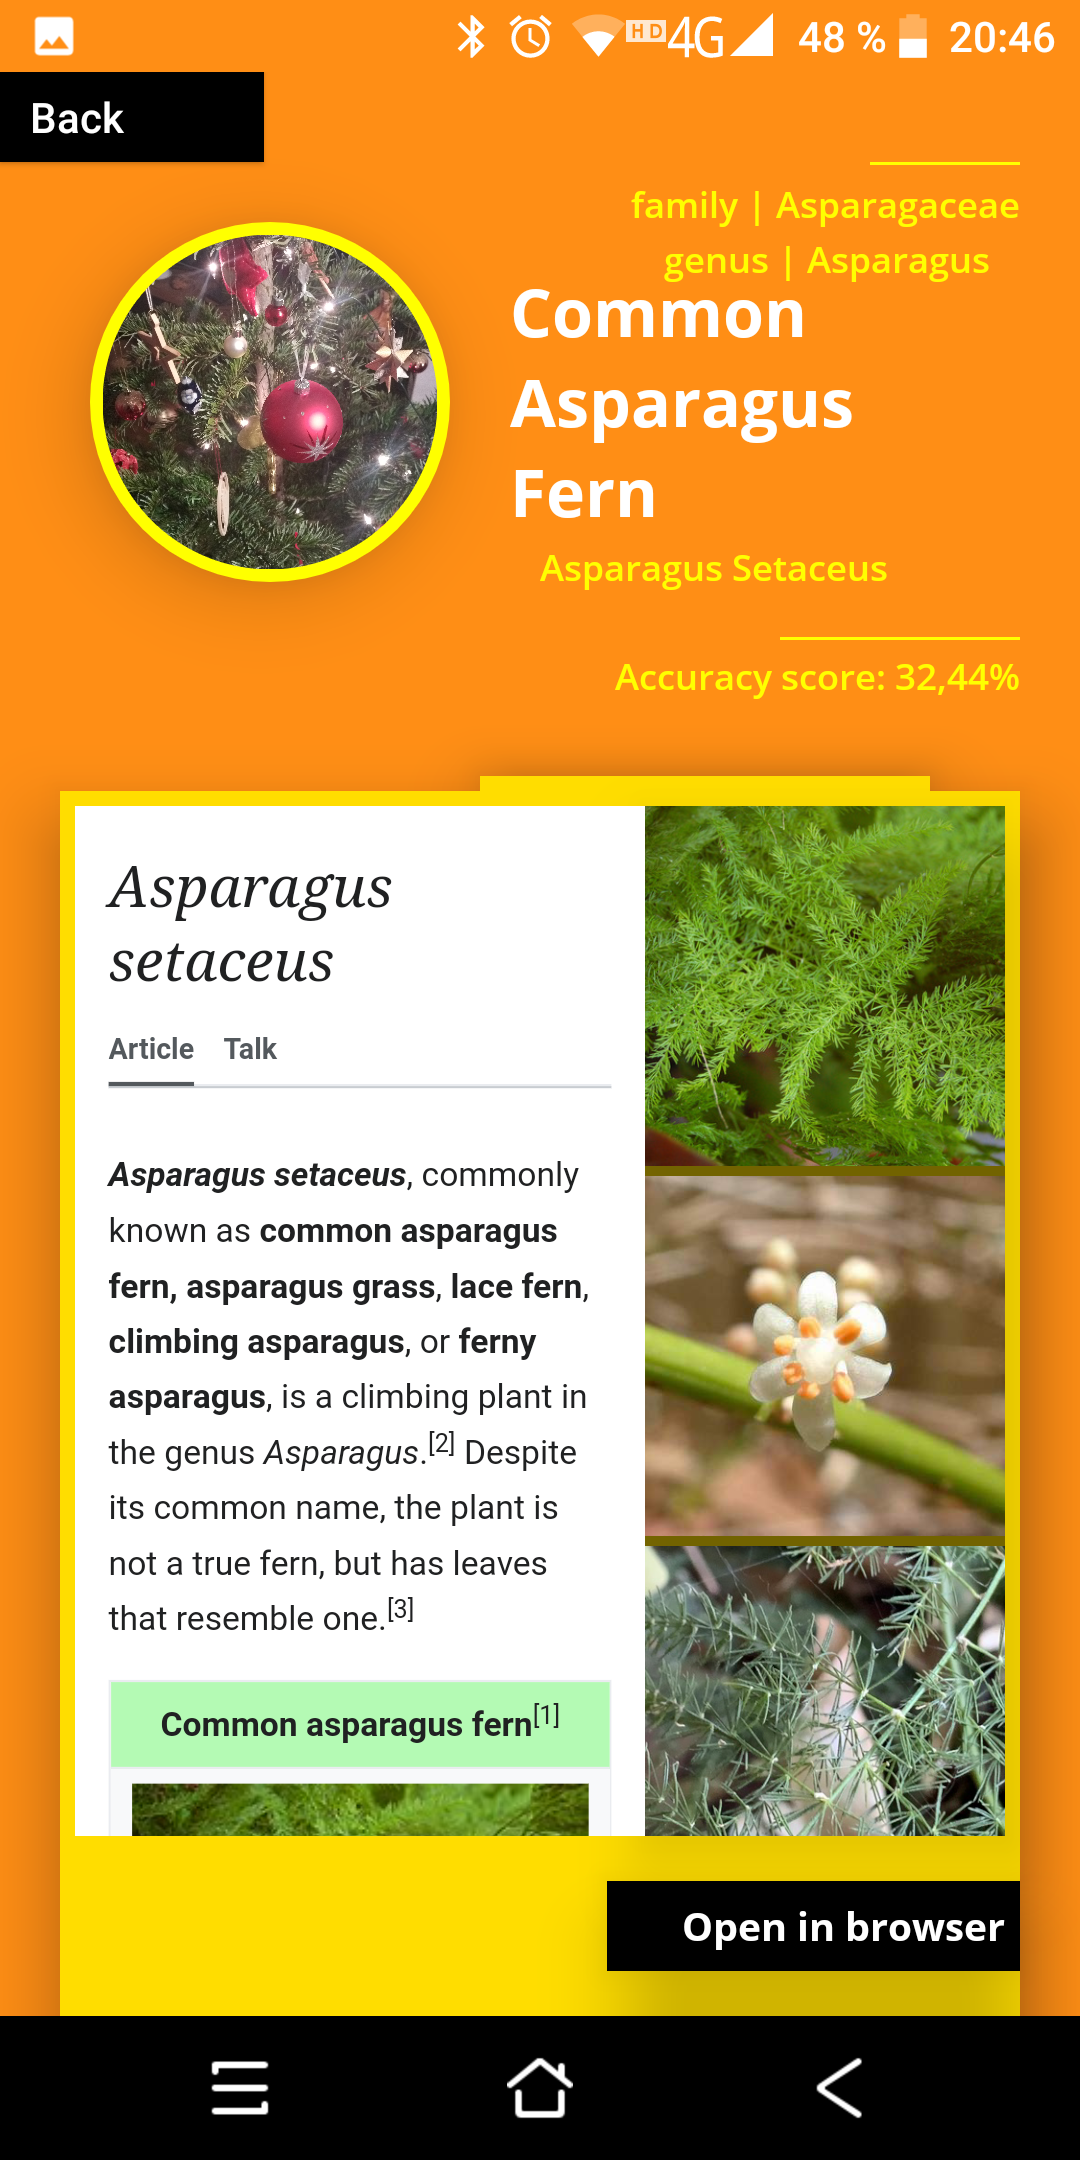 HD 4G 48 % 20:46
Back
family | Asparagaceae
genus | Asparagus
Common
Asparagus
Fern
Asparagus Setaceus
Accuracy score: 32,44%
Asparagus
setaceus
Article Talk
Asparagus setaceus, commonly
known as common asparagus
fern, asparagus grass, lace fern,
climbing asparagus, or ferny
asparagus, is a climbing plant in
the genus Asparagus.[2] Despite
its common name, the plant is
not a true fern, but has leaves
that resemble one.[3]
Common asparagus fern[1]
Open in browser